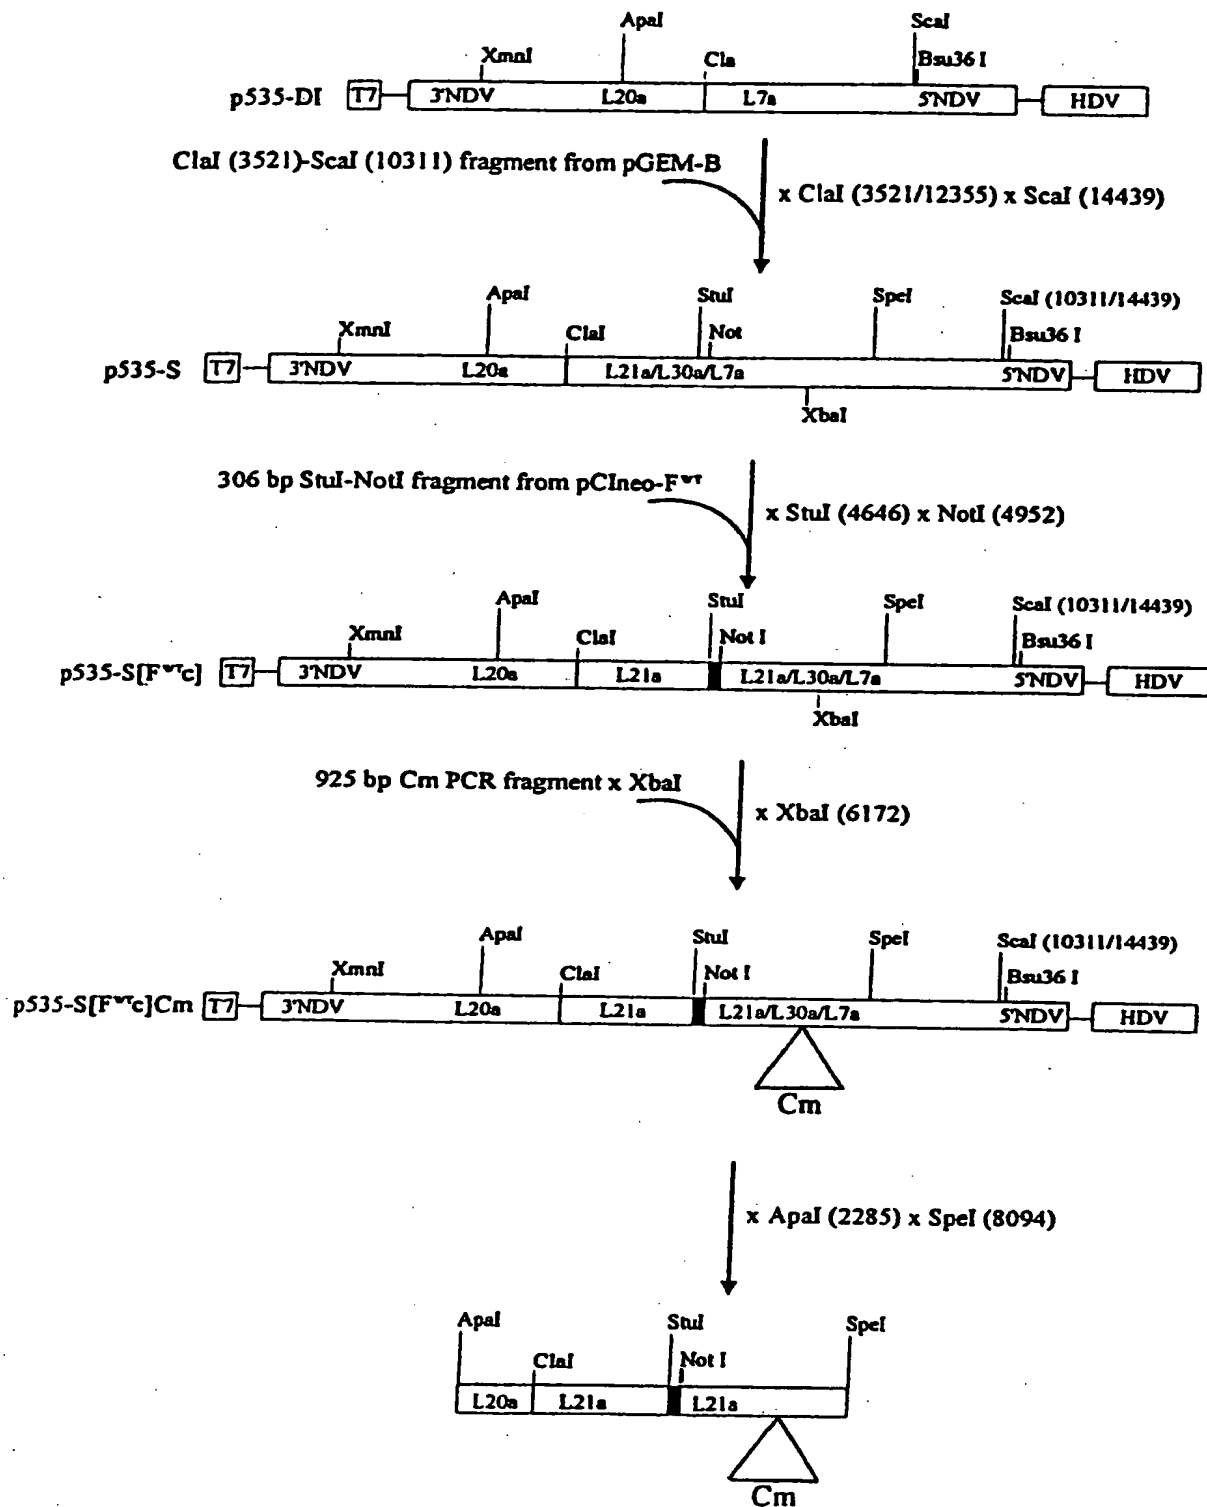 ApaI
ScaI
XmnI
Cla
Bsu36 I
p535-DI
T7
3'NDV
L20a
L7a
5'NDV
HDV
ClaI (3521)-ScaI (10311) fragment from pGEM-B
x ClaI (3521/12355) x ScaI (14439)
ApaI
StuI
SpeI
ScaI (10311/14439)
XmnI
ClaI
Not
Bsu36 I
p535-S
T7
3'NDV
L20a
L21a/L30a/L7a
5'NDV
HDV
XbaI
306 bp StuI-NotI fragment from pCIneo-Fwt
x StuI (4646) x NotI (4952)
ApaI
StuI
SpeI
ScaI (10311/14439)
XmnI
ClaI
Not I
Bsu36 I
p535-S[FwTc]
T7
3'NDV
L20a
L21a
L21a/L30a/L7a
5'NDV
HDV
XbaI
925 bp Cm PCR fragment x XbaI
x XbaI (6172)
ApaI
StuI
SpeI
ScaI (10311/14439)
XmnI
ClaI
Not I
Bsu36 I
p535-S[FwTc]Cm
T7
3'NDV
L20a
L21a
L21a/L30a/L7a
5'NDV
HDV
Cm
x ApaI (2285) x SpeI (8094)
ApaI
StuI
SpeI
ClaI
Not I
L20a
L21a
L21a
Cm